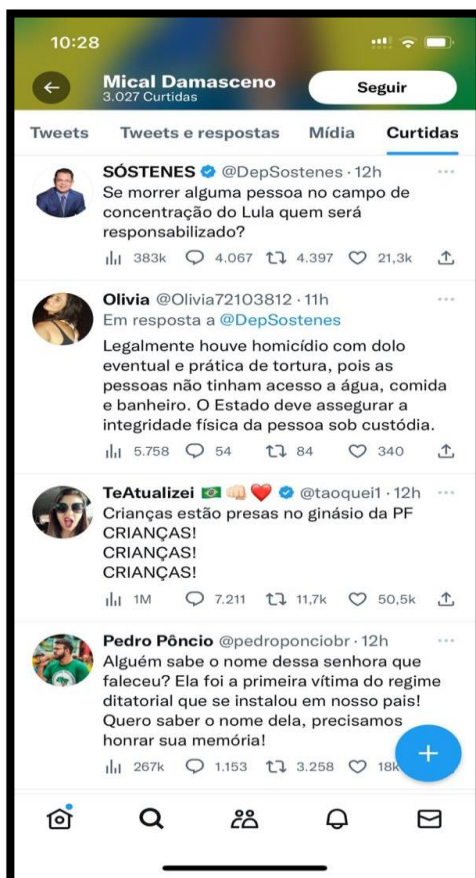 10:28
Mical Damasceno
3.027 Curtidas
Seguir
Tweets Tweets e respostas Mídia Curtidas
SÓSTENES @DepSostenes · 12h
Se morrer alguma pessoa no campo de
concentração do Lula quem será
responsabilizado?
383k 4.067 4.397 21,3k
Olivia @Olivia72103812 · 11h
Em resposta a @DepSostenes
Legalmente houve homicídio com dolo
eventual e prática de tortura, pois as
pessoas não tinham acesso a água, comida
e banheiro. O Estado deve assegurar a
integridade física da pessoa sob custódia.
5.758 54 84 340
TeAtualizei 🇧🇷 👊🏻 ❤️ @taoquei1 · 12h
Crianças estão presas no ginásio da PF
CRIANÇAS!
CRIANÇAS!
CRIANÇAS!
1M 7.211 11,7k 50,5k
Pedro Pôncio @pedroponciobr · 12h
Alguém sabe o nome dessa senhora que
faleceu? Ela foi a primeira vítima do regime
ditatorial que se instalou em nosso pais!
Quero saber o nome dela, precisamos
honrar sua memória!
267k 1.153 3.258 18k